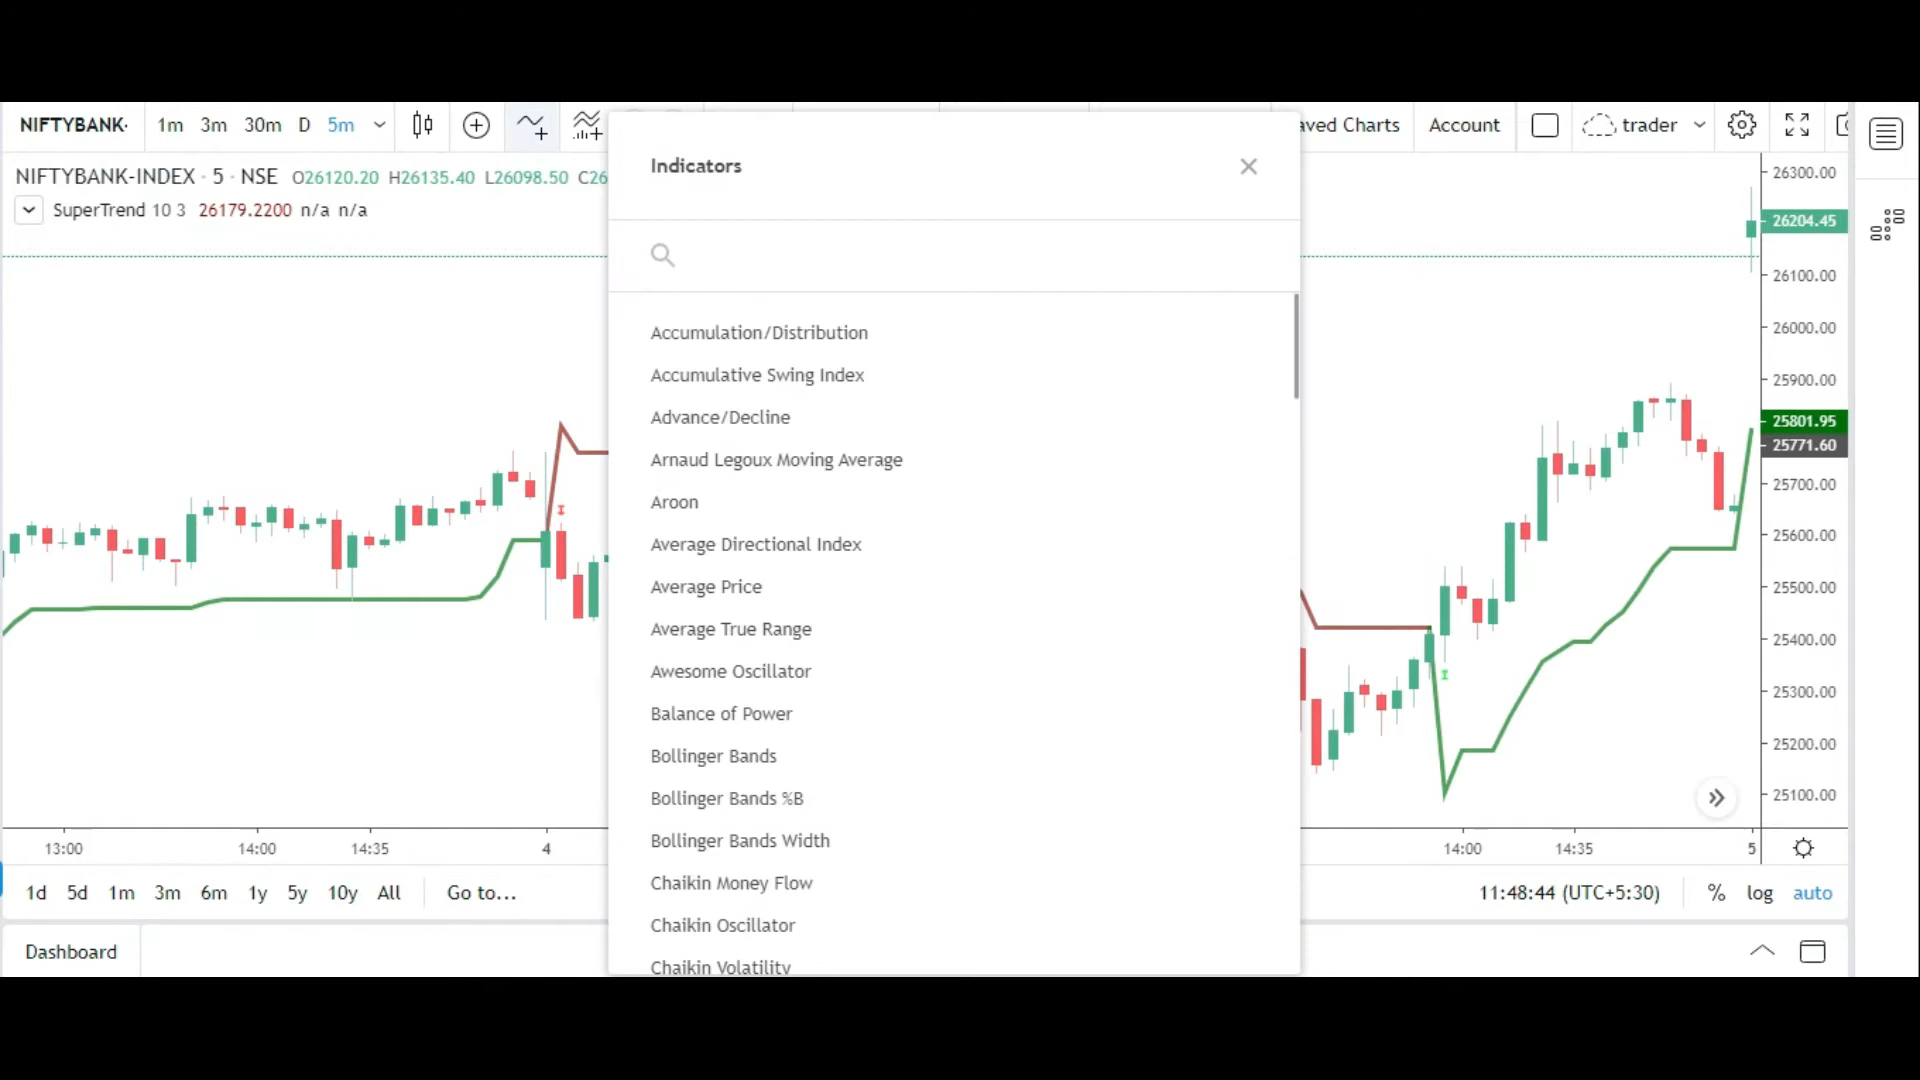 NIFTYBANK· 1m 3m 30m D 5m aved Charts Account trader
NIFTYBANK-INDEX · 5 · NSE O26120.20 H26135.40 L26098.50 C26
SuperTrend 10 3 26179.2200 n/a n/a
Indicators
Accumulation/Distribution
Accumulative Swing Index
Advance/Decline
Arnaud Legoux Moving Average
Aroon
Average Directional Index
Average Price
Average True Range
Awesome Oscillator
Balance of Power
Bollinger Bands
Bollinger Bands %B
Bollinger Bands Width
Chaikin Money Flow
Chaikin Oscillator
Chaikin Volatility
26300.00
26204.45
26100.00
26000.00
25900.00
25801.95
25771.60
25700.00
25600.00
25500.00
25400.00
25300.00
25200.00
25100.00
13:00 14:00 14:35 4 14:00 14:35 5
1d 5d 1m 3m 6m 1y 5y 10y All Go to... 11:48:44 (UTC+5:30) % log auto
Dashboard